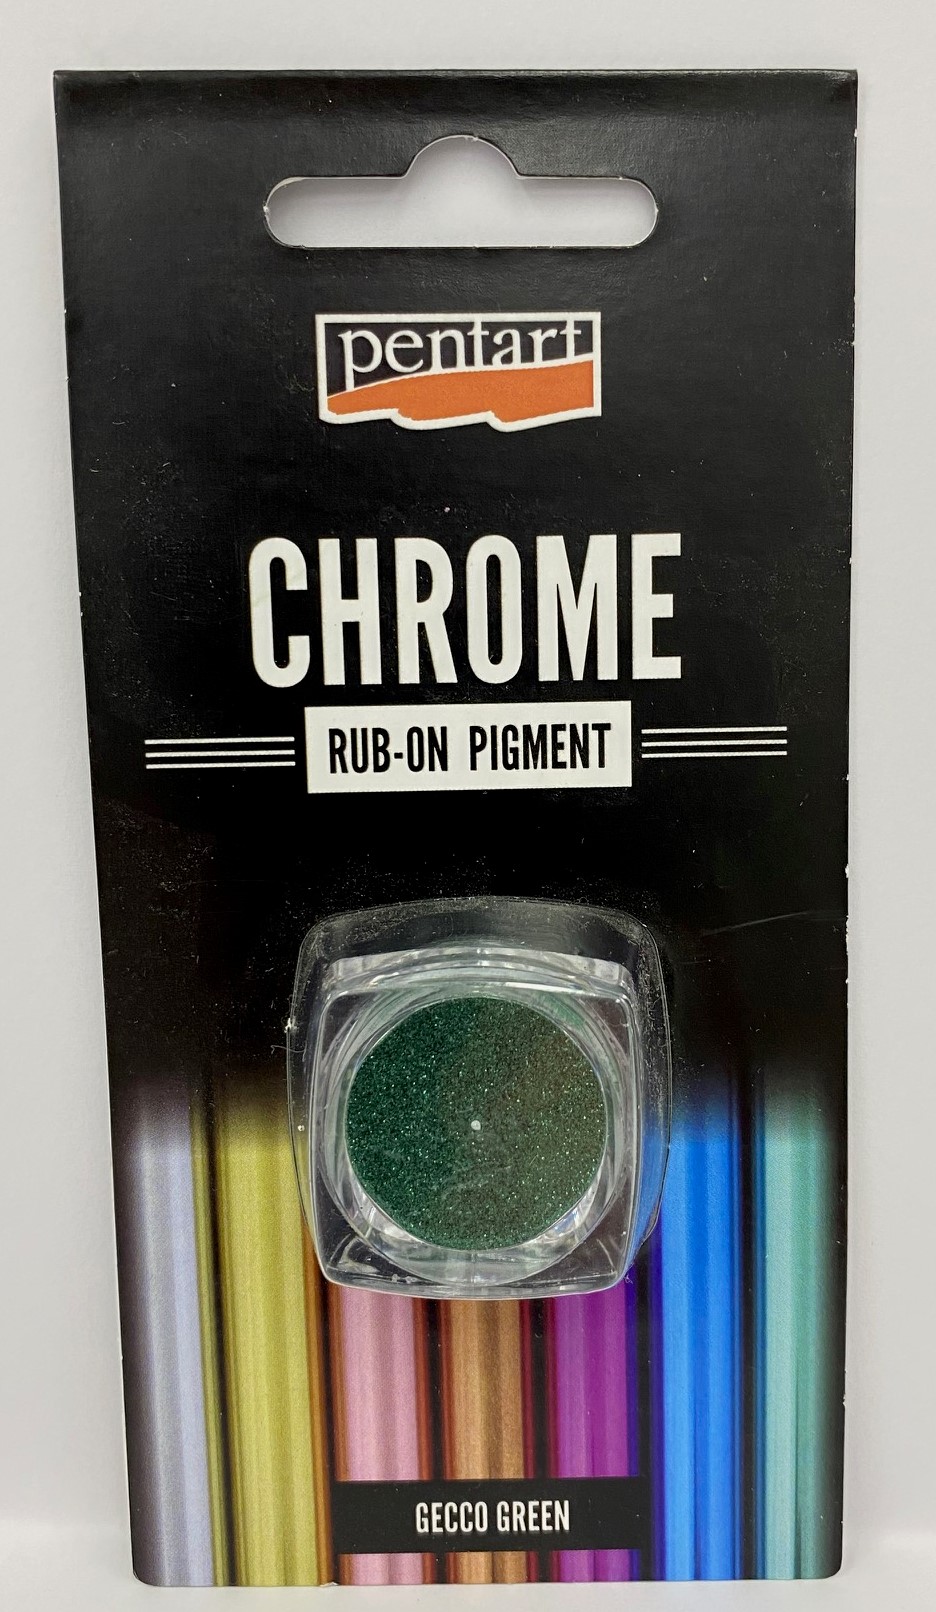 pentart
CHROME
RUB-ON PIGMENT
GECCO GREEN